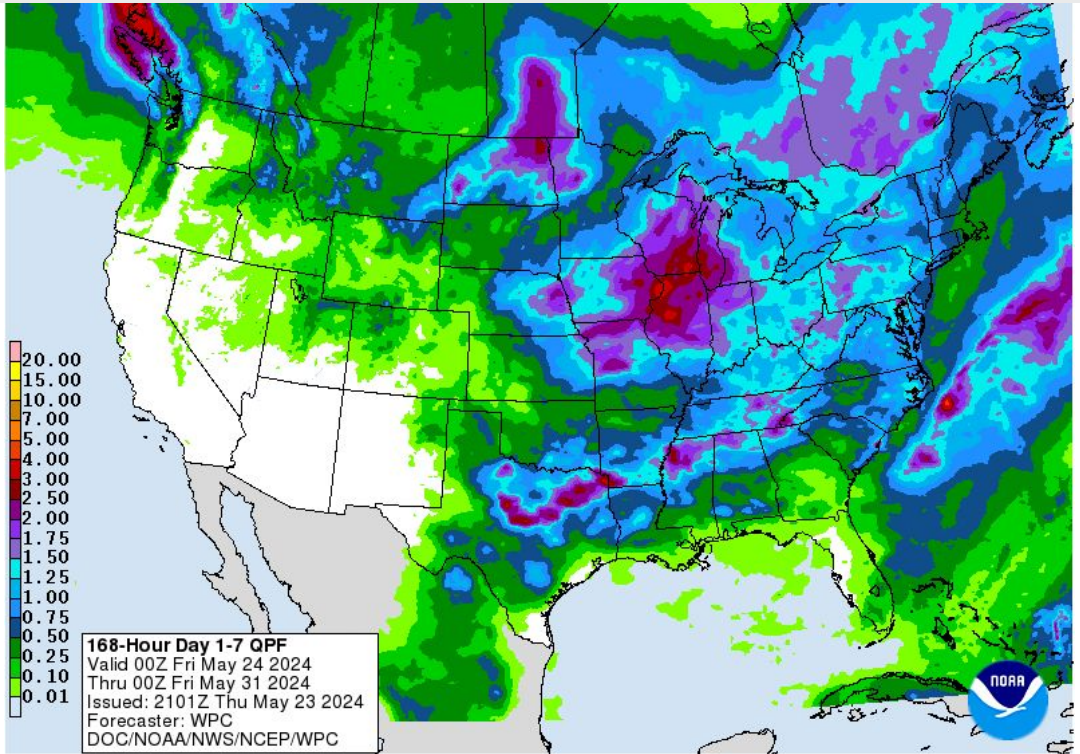 20.00
15.00
10.00
7.00
5.00
4.00
3.00
2.50
2.00
1.75
1.50
1.25
1.00
0.75
0.50
0.25
0.10
0.01
168-Hour Day 1-7 QPF
Valid 00Z Fri May 24 2024
Thru 00Z Fri May 31 2024
Issued: 2101Z Thu May 23 2024
Forecaster: WPC
DOC/NOAA/NWS/NCEP/WPC
NOAA